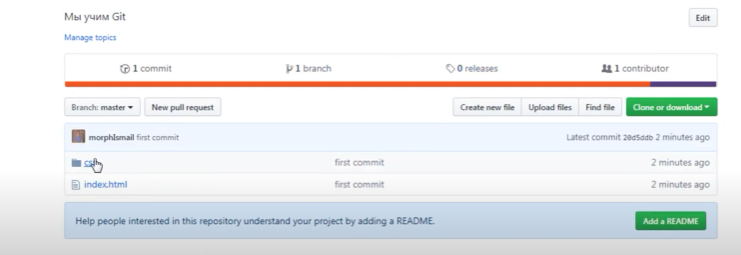 Мы учим Git
Edit
Manage topics
1 commit
1 branch
0 releases
1 contributor
Branch: master
New pull request
Create new file
Upload files
Find file
Clone or download
morphIsmail first commit
Latest commit 20d5ddb 2 minutes ago
first commit
2 minutes ago
index.html
first commit
2 minutes ago
Help people interested in this repository understand your project by adding a README.
Add a README